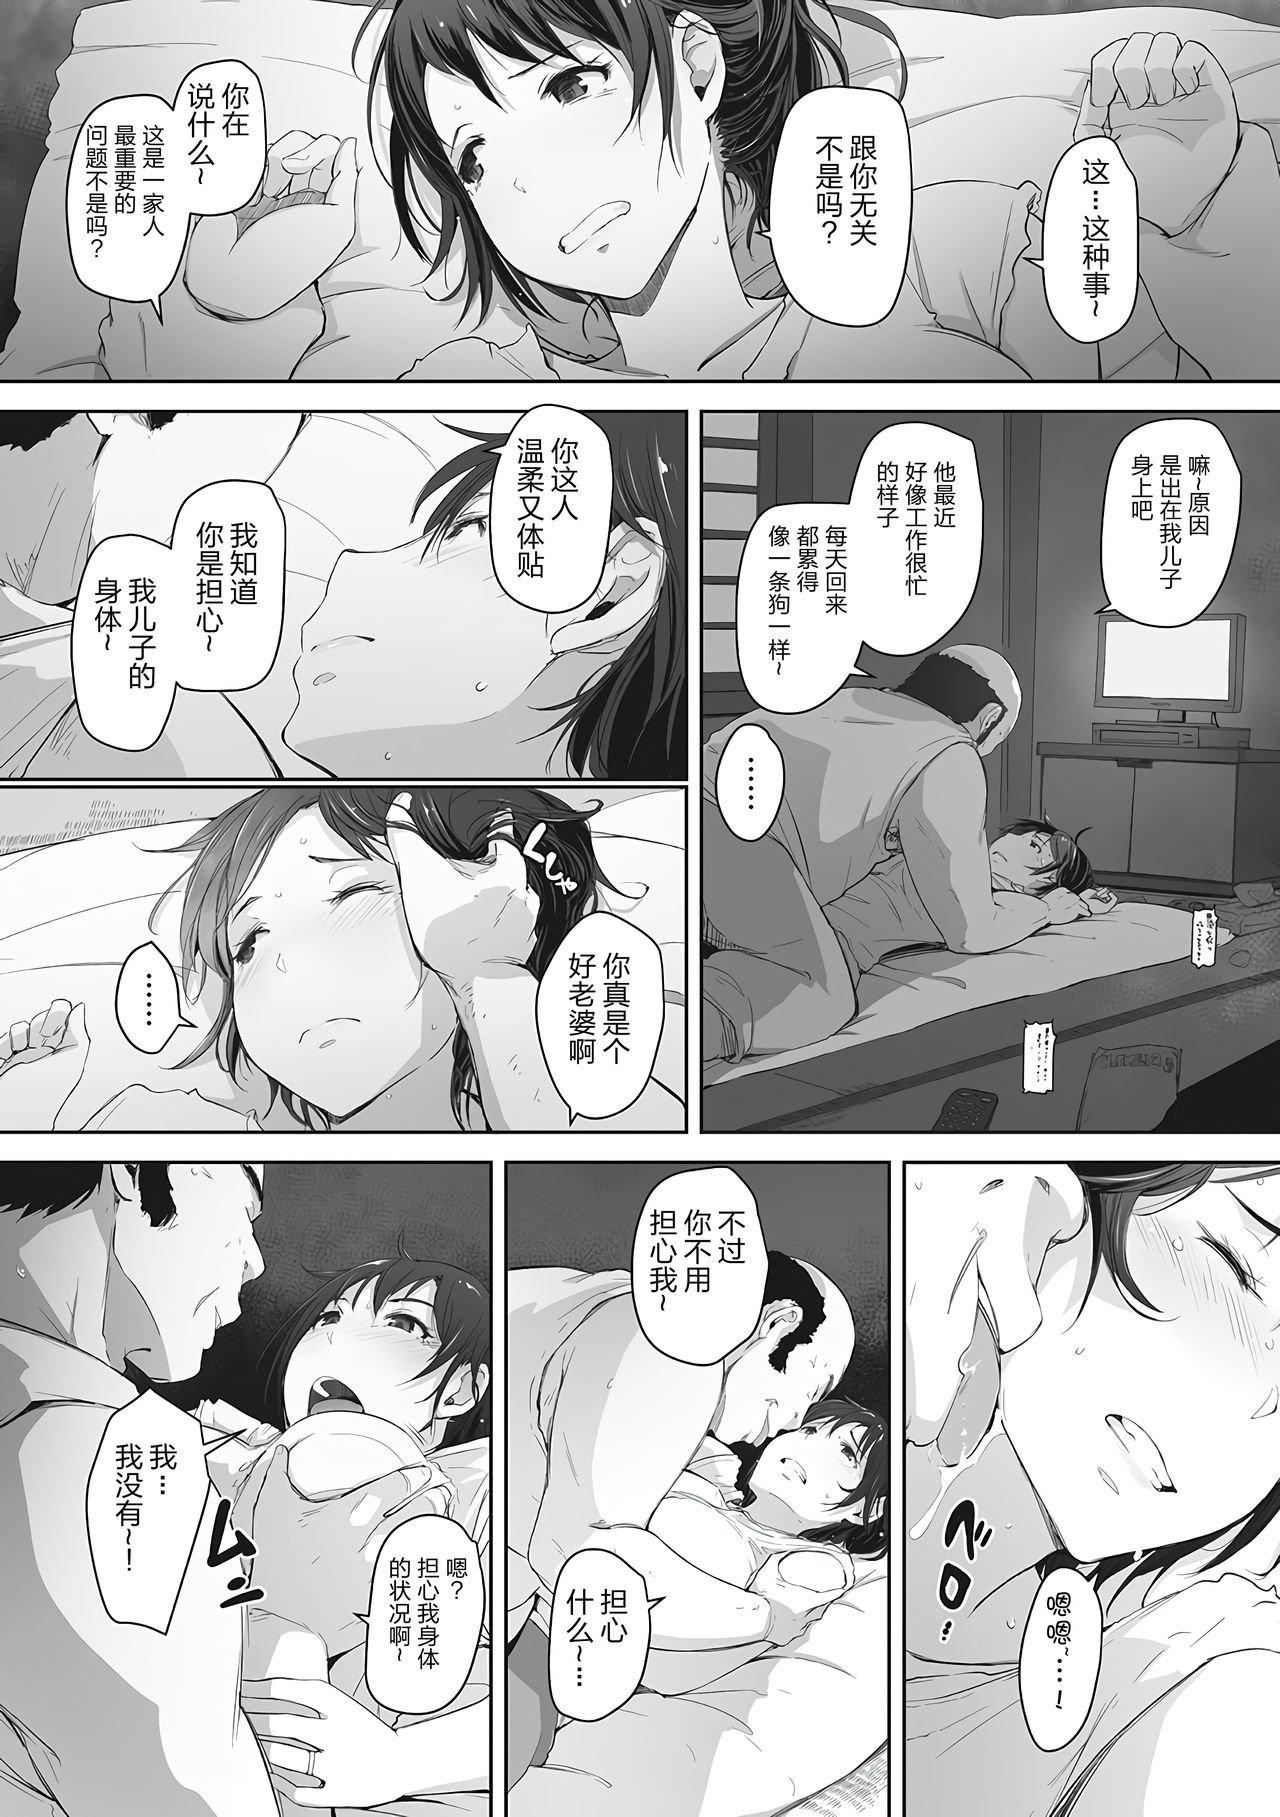 这…这种事~
跟你无关
不是吗？
你在
说什么~
这是一家人
最重要的
问题不是吗？
嘛~原因
是出在我儿子
身上吧
他最近
好像工作很忙
的样子
每天回来
都累得
像一条狗一样~
……
你这人
温柔又体贴
我知道
你是担心~
我儿子的
身体~
くしゃ
你真是个
好老婆啊
……
嗯嗯~…！
不过
你不用
担心我~
担心
什么~…
嗯？
担心我身体
的状况啊~
我…
我没有~！